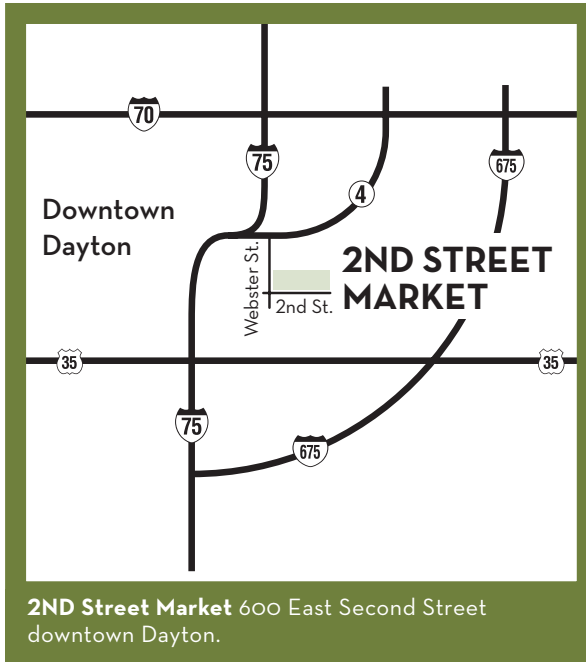 70
75
675
4
Downtown
Dayton
Webster St.
2ND STREET
MARKET
2nd St.
35
35
75
675
2ND Street Market 600 East Second Street
downtown Dayton.